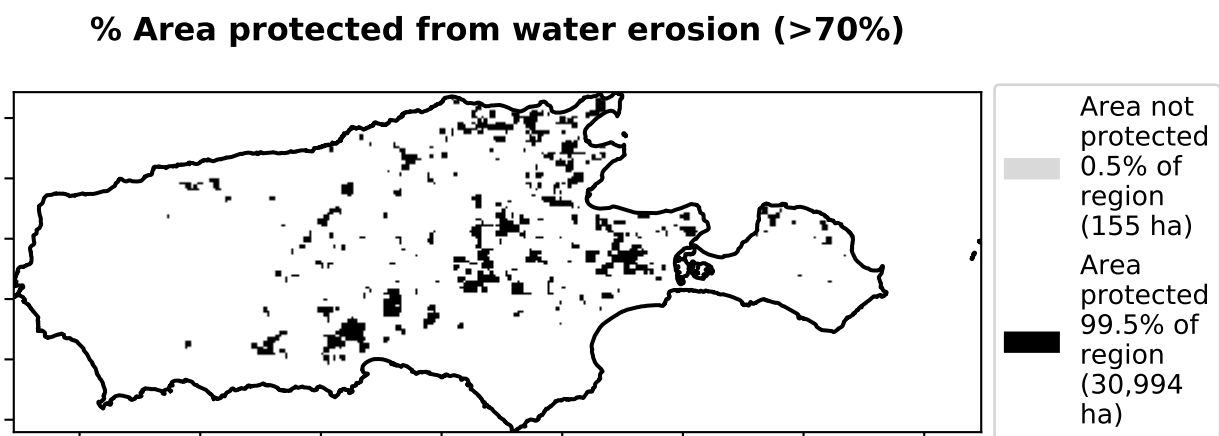 % Area protected from water erosion (>70%)
Area not
protected
0.5% of
region
(155 ha)
Area
protected
99.5% of
region
(30,994
ha)